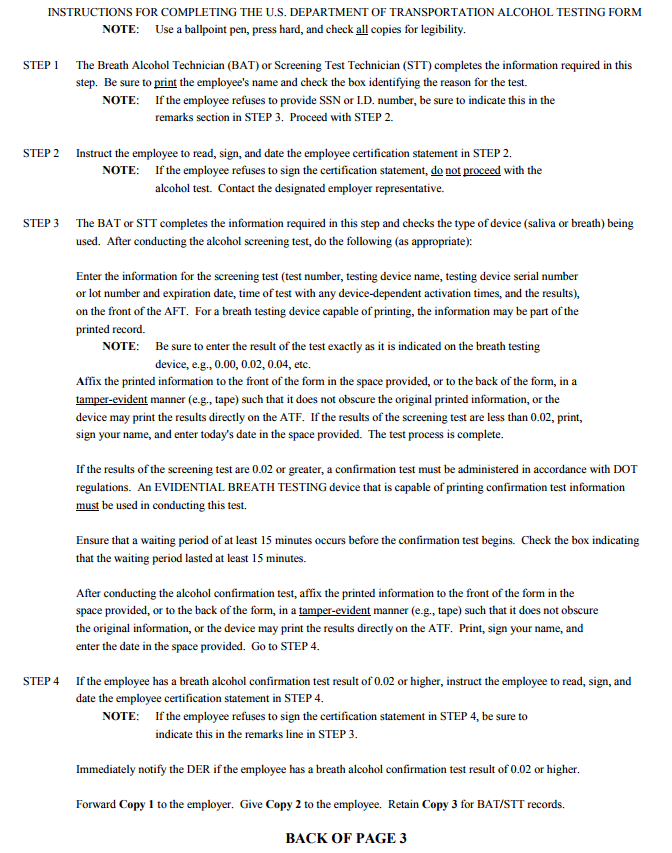 INSTRUCTIONS FOR COMPLETING THE U.S. DEPARTMENT OF TRANSPORTATION ALCOHOL TESTING FORM
NOTE: Use a ballpoint pen, press hard, and check all copies for legibility.
STEP 1 The Breath Alcohol Technician (BAT) or Screening Test Technician (STT) completes the information required in this
step. Be sure to print the employee's name and check the box identifying the reason for the test.
NOTE: If the employee refuses to provide SSN or I.D. number, be sure to indicate this in the
remarks section in STEP 3. Proceed with STEP 2.
STEP 2 Instruct the employee to read, sign, and date the employee certification statement in STEP 2.
NOTE: If the employee refuses to sign the certification statement, do not proceed with the
alcohol test. Contact the designated employer representative.
STEP 3 The BAT or STT completes the information required in this step and checks the type of device (saliva or breath) being
used. After conducting the alcohol screening test, do the following (as appropriate):
Enter the information for the screening test (test number, testing device name, testing device serial number
or lot number and expiration date, time of test with any device-dependent activation times, and the results),
on the front of the AFT. For a breath testing device capable of printing, the information may be part of the
printed record.
NOTE: Be sure to enter the result of the test exactly as it is indicated on the breath testing
device, e.g., 0.00, 0.02, 0.04, etc.
Affix the printed information to the front of the form in the space provided, or to the back of the form, in a
tamper-evident manner (e.g., tape) such that it does not obscure the original printed information, or the
device may print the results directly on the ATF. If the results of the screening test are less than 0.02, print,
sign your name, and enter today's date in the space provided. The test process is complete.
If the results of the screening test are 0.02 or greater, a confirmation test must be administered in accordance with DOT
regulations. An EVIDENTIAL BREATH TESTING device that is capable of printing confirmation test information
must be used in conducting this test.
Ensure that a waiting period of at least 15 minutes occurs before the confirmation test begins. Check the box indicating
that the waiting period lasted at least 15 minutes.
After conducting the alcohol confirmation test, affix the printed information to the front of the form in the
space provided, or to the back of the form, in a tamper-evident manner (e.g., tape) such that it does not obscure
the original information, or the device may print the results directly on the ATF. Print, sign your name, and
enter the date in the space provided. Go to STEP 4.
STEP 4 If the employee has a breath alcohol confirmation test result of 0.02 or higher, instruct the employee to read, sign, and
date the employee certification statement in STEP 4.
NOTE: If the employee refuses to sign the certification statement in STEP 4, be sure to
indicate this in the remarks line in STEP 3.
Immediately notify the DER if the employee has a breath alcohol confirmation test result of 0.02 or higher.
Forward Copy 1 to the employer. Give Copy 2 to the employee. Retain Copy 3 for BAT/STT records.
BACK OF PAGE 3